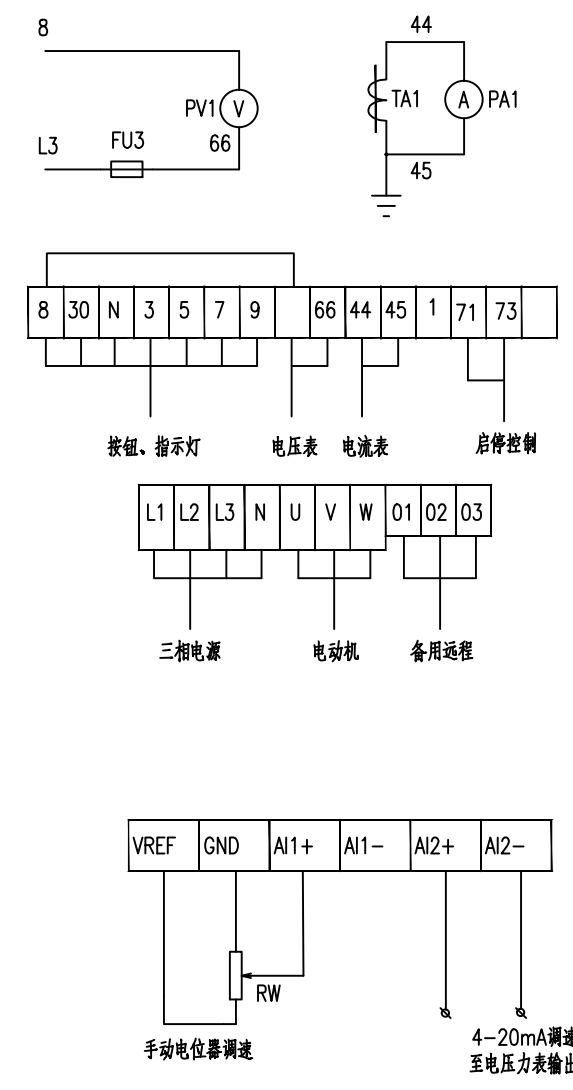 8
44
PV1 V
TA1 A PA1
L3 FU3 66
45
8 30 N 3 5 7 9 66 44 45 1 71 73
按钮、指示灯 电压表 电流表 启停控制
L1 L2 L3 N U V W 01 02 03
三相电源 电动机 备用远程
VREF GND AI1+ AI1- AI2+ AI2-
RW
手动电位器调速
4-20mA调速
至电压力表输出